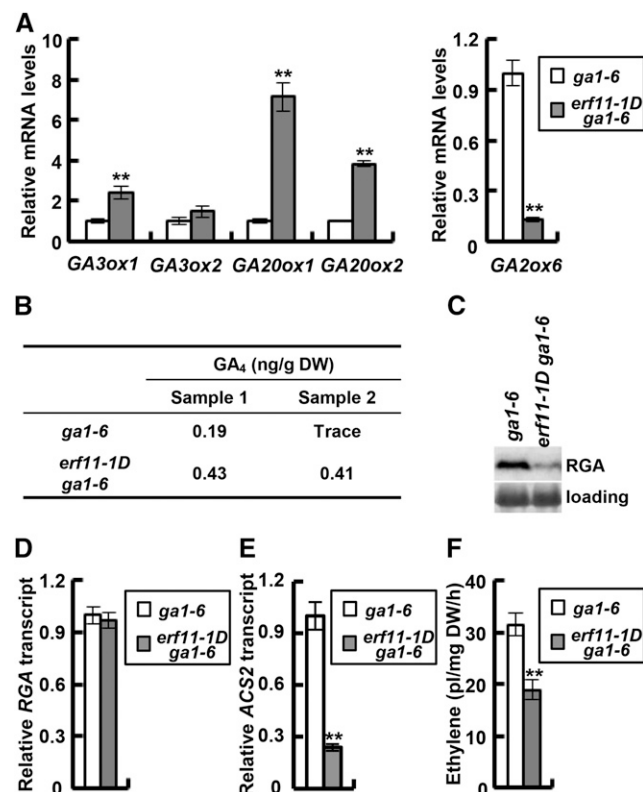 A
Relative mRNA levels
10
8
6
4
2
0
**
**
**
GA3ox1 GA3ox2 GA20ox1 GA20ox2
Relative mRNA levels
1.2
0.9
0.6
0.3
0
**
GA2ox6
ga1-6
erf11-1D
ga1-6
B
GA₄ (ng/g DW)
Sample 1 Sample 2
ga1-6 0.19 Trace
erf11-1D
ga1-6 0.43 0.41
C
ga1-6
erf11-1D ga1-6
RGA
loading
D
Relative RGA transcript
1.2
0.9
0.6
0.3
0
ga1-6
erf11-1D
ga1-6
E
Relative ACS2 transcript
1.2
0.9
0.6
0.3
0
**
ga1-6
erf11-1D
ga1-6
F
Ethylene (pl/mg DW/h)
40
30
20
10
0
**
ga1-6
erf11-1D
ga1-6